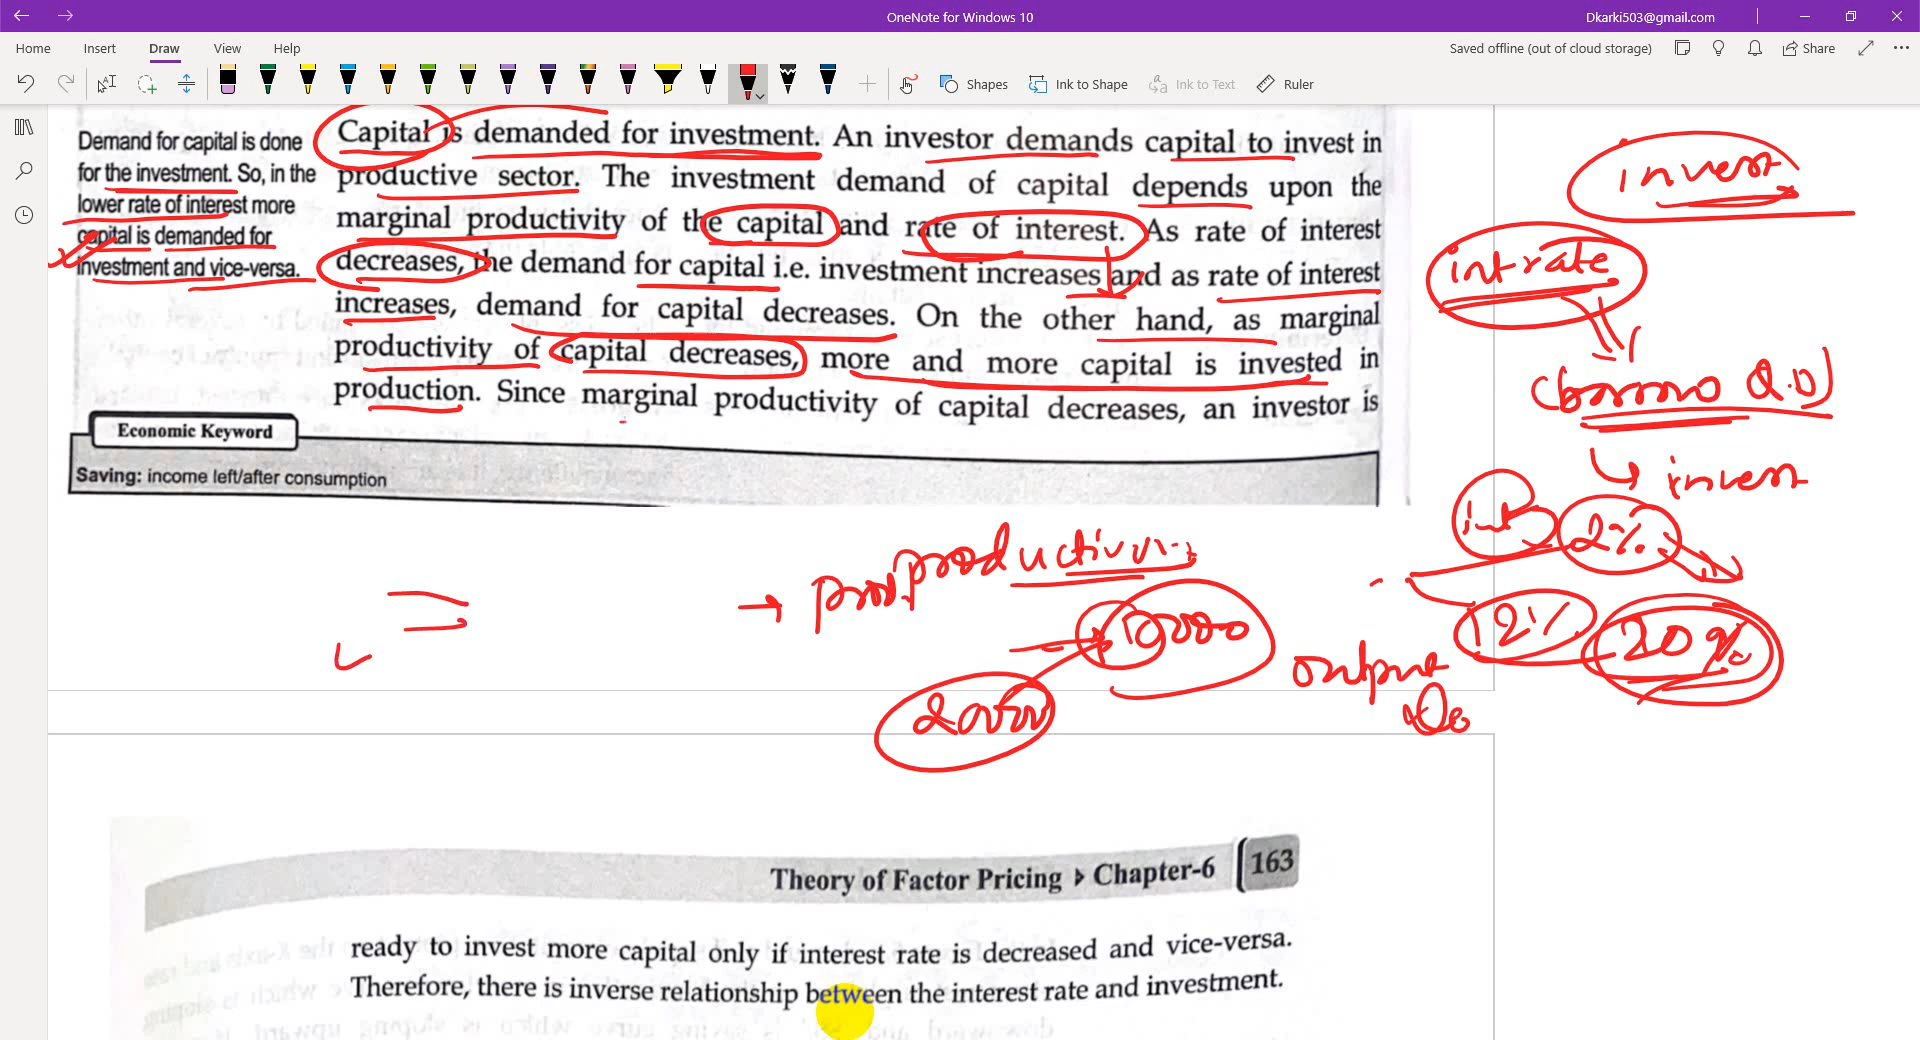 OneNote for Windows 10
Dkarki503@gmail.com
Home Insert Draw View Help
Saved offline (out of cloud storage)
Share
Shapes
Ink to Shape
Ink to Text
Ruler
Demand for capital is done
for the investment. So, in the
lower rate of interest more
capital is demanded for
investment and vice-versa.
Capital is demanded for investment. An investor demands capital to invest in
productive sector. The investment demand of capital depends upon the
marginal productivity of the capital and rate of interest. As rate of interest
decreases, the demand for capital i.e. investment increases and as rate of interest
increases, demand for capital decreases. On the other hand, as marginal
productivity of capital decreases, more and more capital is invested in
production. Since marginal productivity of capital decreases, an investor is
Economic Keyword
Saving: income left/after consumption
invest
int rate
invest
int 2%
12% 20%
output
Theory of Factor Pricing Chapter-6 163
ready to invest more capital only if interest rate is decreased and vice-versa.
Therefore, there is inverse relationship between the interest rate and investment.